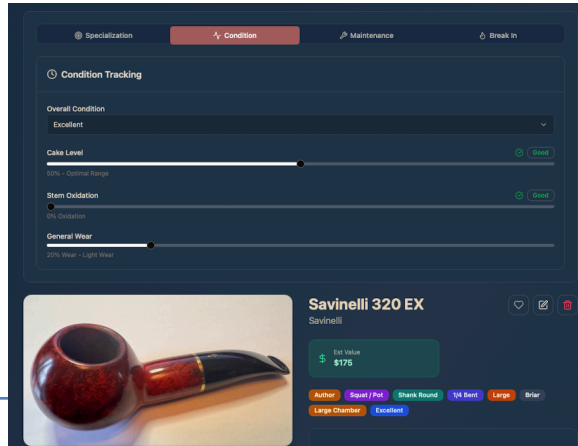 Specialization Condition Maintenance Break In
Condition Tracking
Overall Condition
Excellent
Cake Level Good
50% - Optimal Range
Stem Oxidation Good
0% Oxidation
General Wear
20% Wear - Light Wear
Savinelli 320 EX
Savinelli
Est Value
$ $175
Author Squat / Pot Shank Round 1/4 Bent Large Briar
Large Chamber Excellent